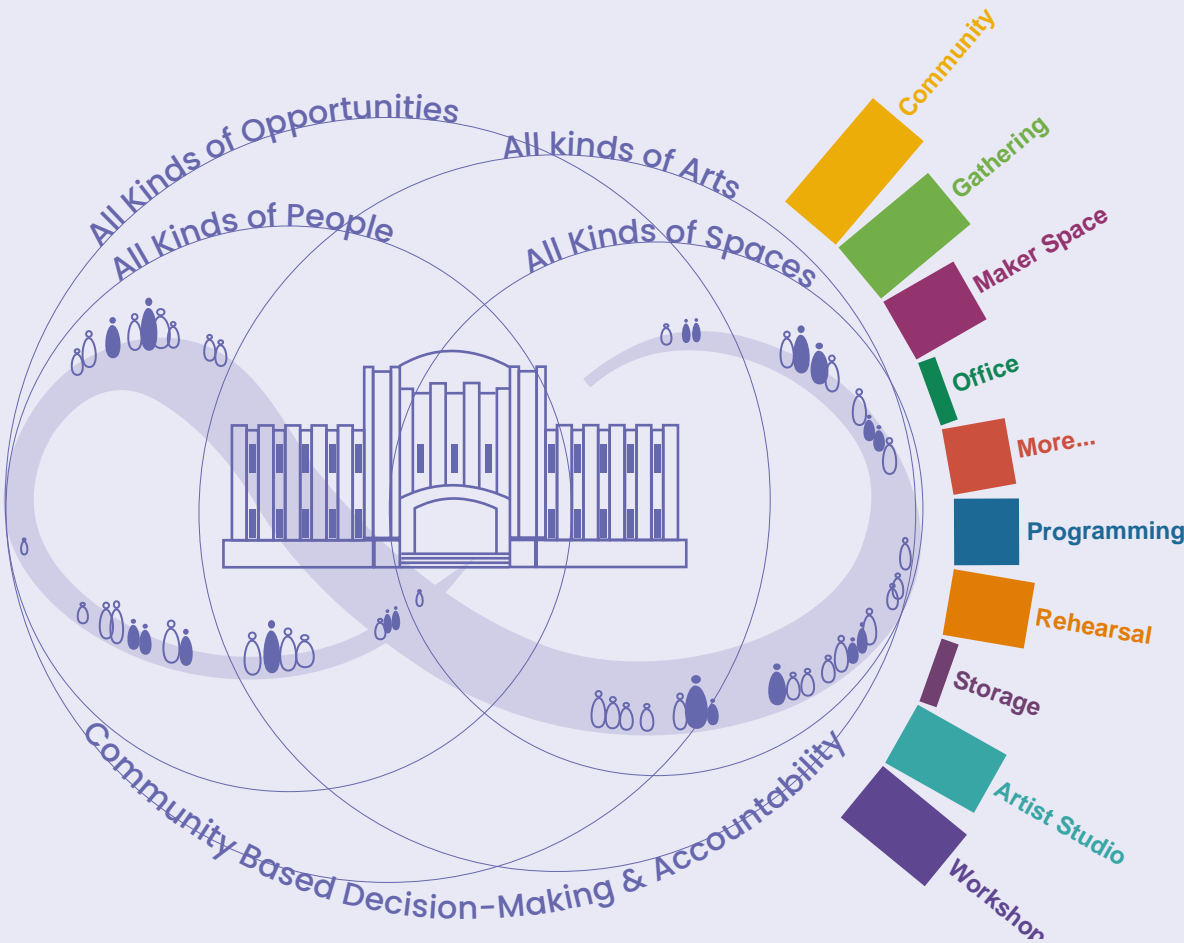 All Kinds of Opportunities
All kinds of Arts
All Kinds of People
All Kinds of Spaces
Community Based Decision-Making & Accountability
Community
Gathering
Maker Space
Office
More...
Programming
Rehearsal
Storage
Artist Studio
Workshop